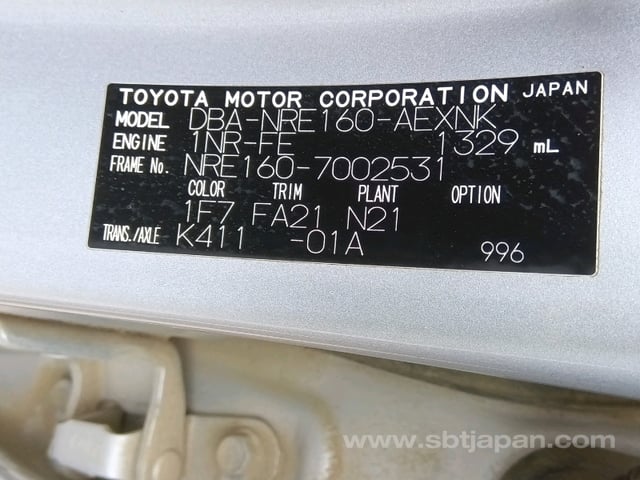 TOYOTA MOTOR CORPORATION JAPAN
MODEL DBA-NRE160-AEXNK
ENGINE 1NR-FE 1329 mL
FRAME No. NRE160-7002531
COLOR TRIM PLANT OPTION
1F7 FA21 N21
TRANS./AXLE K411 -01A 996
www.sbtjapan.com